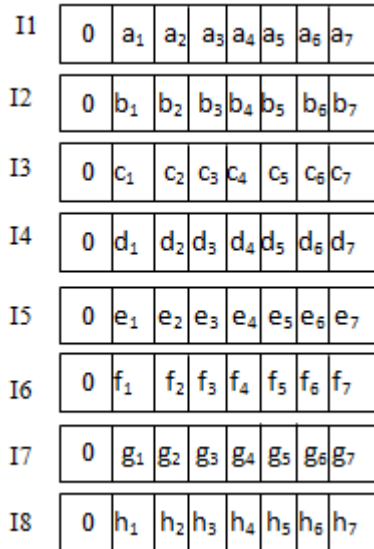 I1 0 a₁ a₂ a₃ a₄ a₅ a₆ a₇
I2 0 b₁ b₂ b₃ b₄ b₅ b₆ b₇
I3 0 c₁ c₂ c₃ c₄ c₅ c₆ c₇
I4 0 d₁ d₂ d₃ d₄ d₅ d₆ d₇
I5 0 e₁ e₂ e₃ e₄ e₅ e₆ e₇
I6 0 f₁ f₂ f₃ f₄ f₅ f₆ f₇
I7 0 g₁ g₂ g₃ g₄ g₅ g₆ g₇
I8 0 h₁ h₂ h₃ h₄ h₅ h₆ h₇